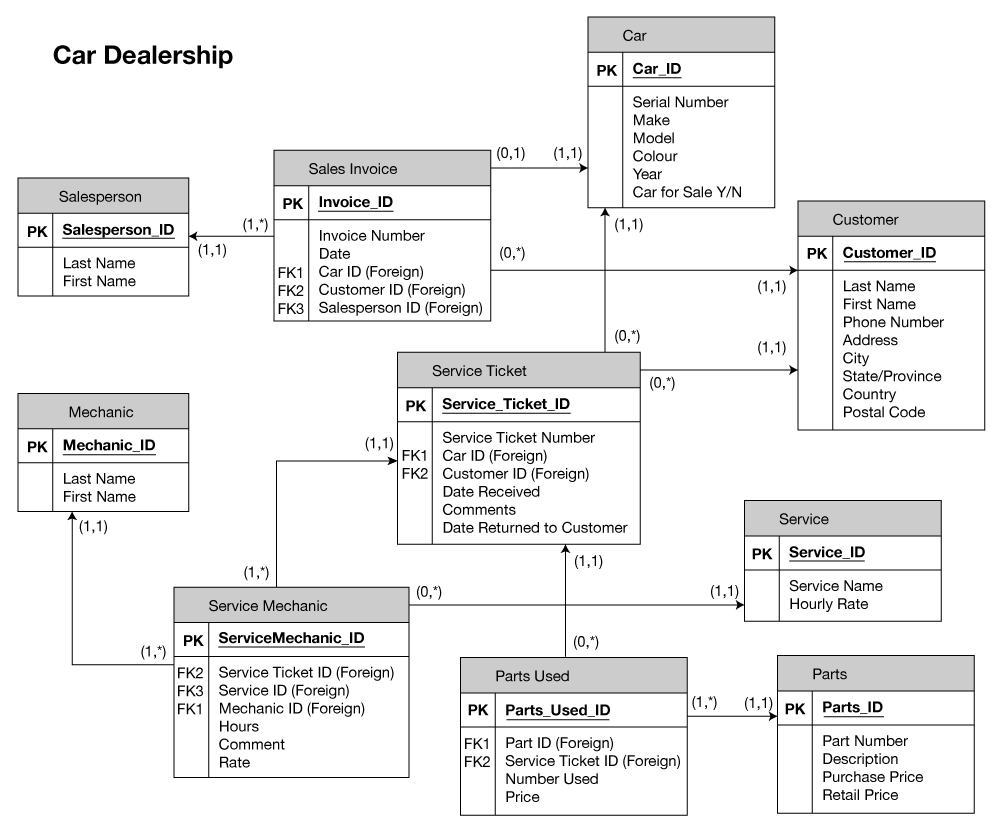 Car Dealership
Car
PK Car_ID
Serial Number
Make
Model
Colour
Year
Car for Sale Y/N
Sales Invoice
PK Invoice_ID
Invoice Number
Date
FK1 Car ID (Foreign)
FK2 Customer ID (Foreign)
FK3 Salesperson ID (Foreign)
(0,1) (1,1)
Salesperson
PK Salesperson_ID
Last Name
First Name
(1,*)
(1,1)
(0,*)
(1,1)
Customer
PK Customer_ID
Last Name
First Name
Phone Number
Address
City
State/Province
Country
Postal Code
(1,1)
(0,*)
(1,1)
(0,*)
Service Ticket
PK Service_Ticket_ID
Service Ticket Number
FK1 Car ID (Foreign)
FK2 Customer ID (Foreign)
Date Received
Comments
Date Returned to Customer
Mechanic
PK Mechanic_ID
Last Name
First Name
(1,1)
(1,1)
(1,*)
(1,*)
Service Mechanic
PK ServiceMechanic_ID
FK2 Service Ticket ID (Foreign)
FK3 Service ID (Foreign)
FK1 Mechanic ID (Foreign)
Hours
Comment
Rate
(0,*) (1,1)
Service
PK Service_ID
Service Name
Hourly Rate
(1,1)
(0,*)
Parts Used
PK Parts_Used_ID
FK1 Part ID (Foreign)
FK2 Service Ticket ID (Foreign)
Number Used
Price
(1,*) (1,1)
Parts
PK Parts_ID
Part Number
Description
Purchase Price
Retail Price